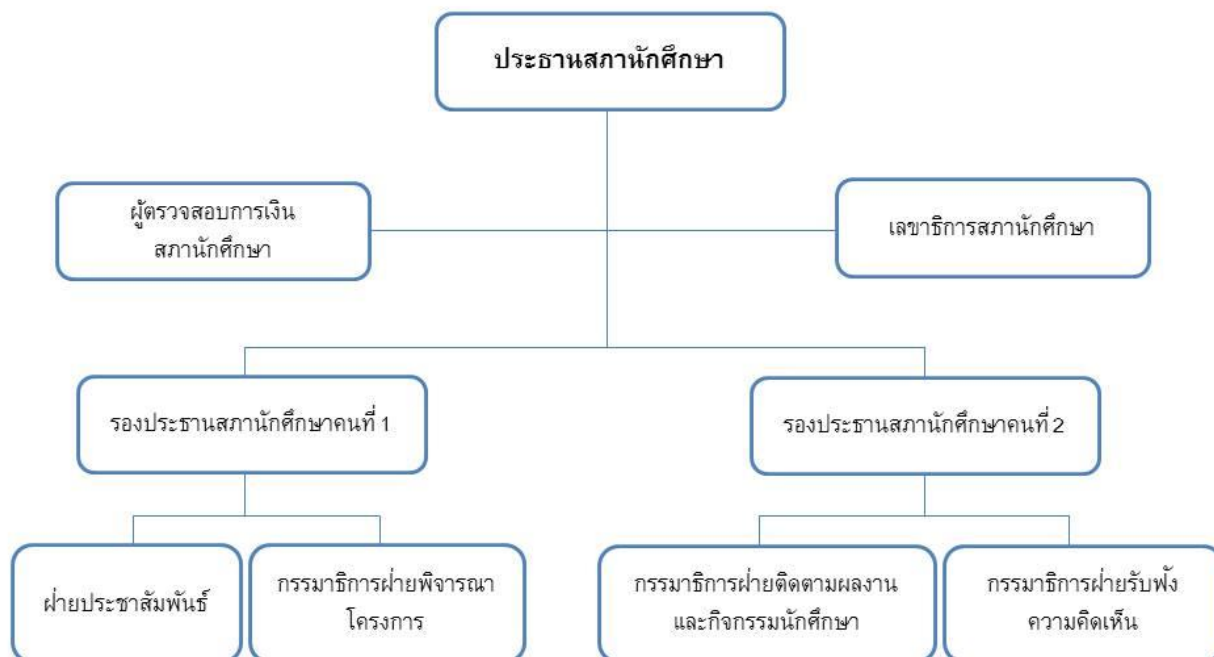 ประธานสภานักศึกษา
ผู้ตรวจสอบการเงิน
สภานักศึกษา
เลขาธิการสภานักศึกษา
รองประธานสภานักศึกษาคนที่ 1
รองประธานสภานักศึกษาคนที่ 2
ฝ่ายประชาสัมพันธ์
กรรมาธิการฝ่ายพิจารณา
โครงการ
กรรมาธิการฝ่ายติดตามผลงาน
และกิจกรรมนักศึกษา
กรรมาธิการฝ่ายรับฟัง
ความคิดเห็น